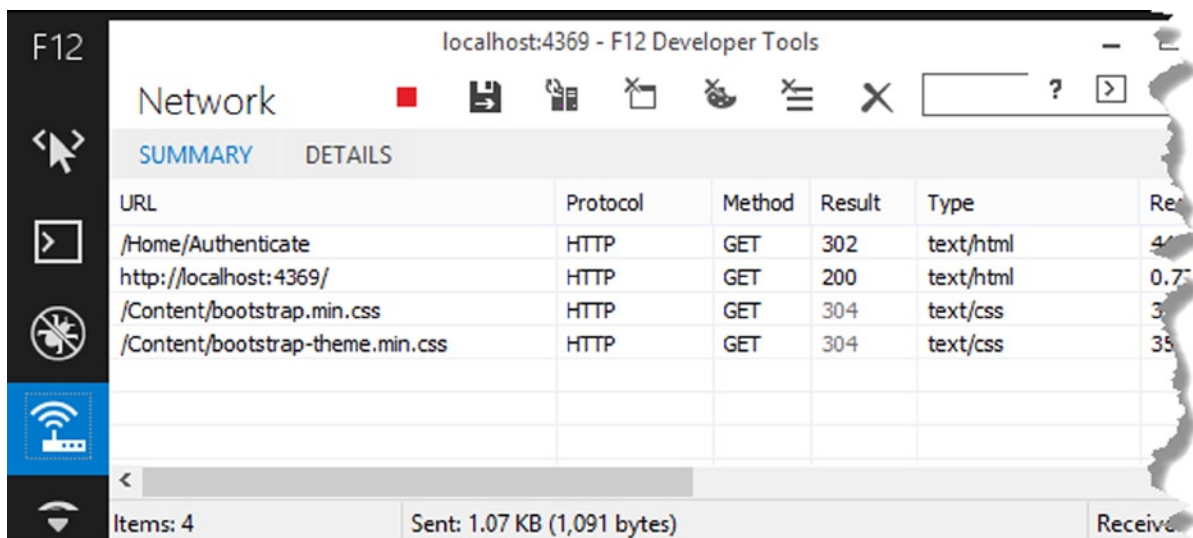 F12
localhost:4369 - F12 Developer Tools
Network
?
SUMMARY DETAILS
URL Protocol Method Result Type
/Home/Authenticate HTTP GET 302 text/html
http://localhost:4369/ HTTP GET 200 text/html
/Content/bootstrap.min.css HTTP GET 304 text/css
/Content/bootstrap-theme.min.css HTTP GET 304 text/css
Items: 4 Sent: 1.07 KB (1,091 bytes)